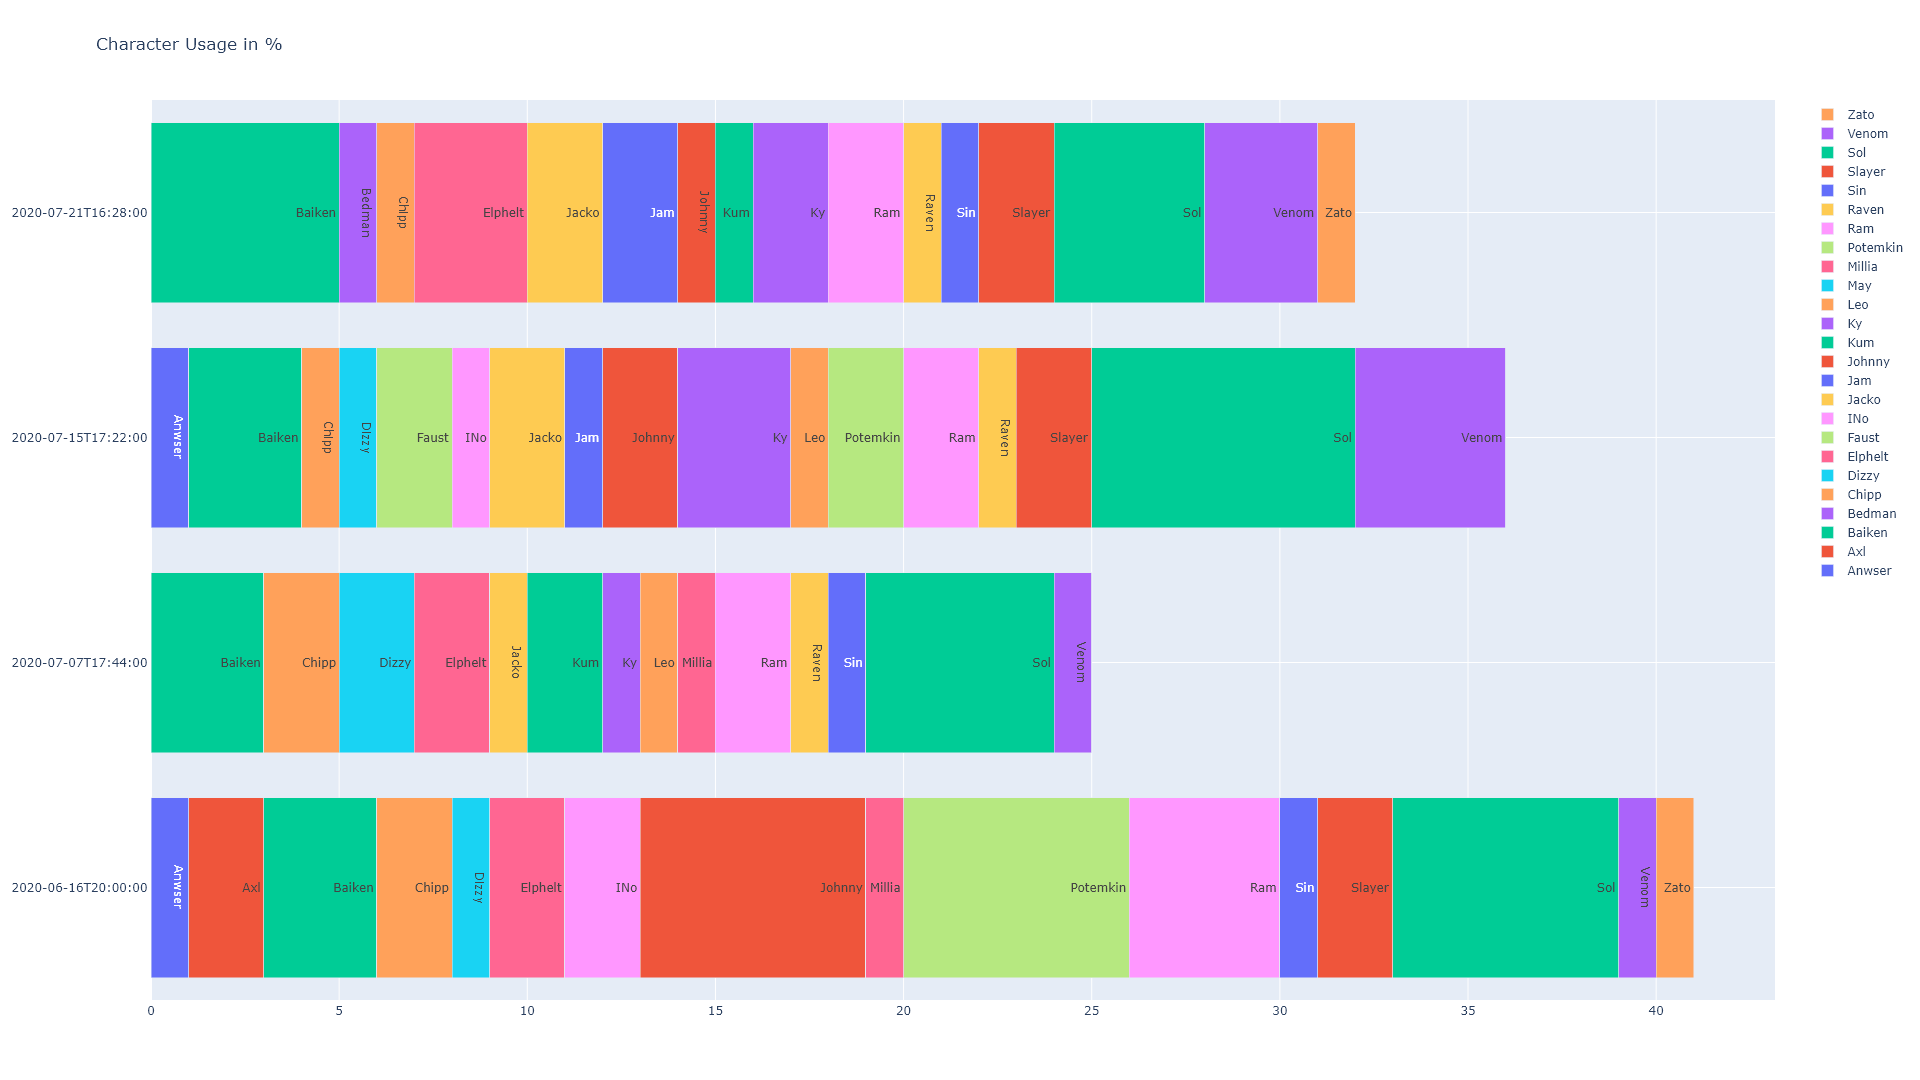 Character Usage in %
2020-07-21T16:28:00
Baiken
Bedman
Chipp
Elphelt
Jacko
Jam
Johnny
Kum
Ky
Ram
Raven
Sin
Slayer
Sol
Venom
Zato
2020-07-15T17:22:00
Anwser
Baiken
Chipp
Dizzy
Faust
INo
Jacko
Jam
Johnny
Ky
Leo
Potemkin
Ram
Raven
Slayer
Sol
Venom
2020-07-07T17:44:00
Baiken
Chipp
Dizzy
Elphelt
Jacko
Kum
Ky
Leo
Millia
Ram
Raven
Sin
Sol
Venom
2020-06-16T20:00:00
Anwser
Axl
Baiken
Chipp
Dizzy
Elphelt
INo
Johnny
Millia
Potemkin
Ram
Sin
Slayer
Sol
Venom
Zato
0 5 10 15 20 25 30 35 40
Zato
Venom
Sol
Slayer
Sin
Raven
Ram
Potemkin
Millia
May
Leo
Ky
Kum
Johnny
Jam
Jacko
INo
Faust
Elphelt
Dizzy
Chipp
Bedman
Baiken
Axl
Anwser